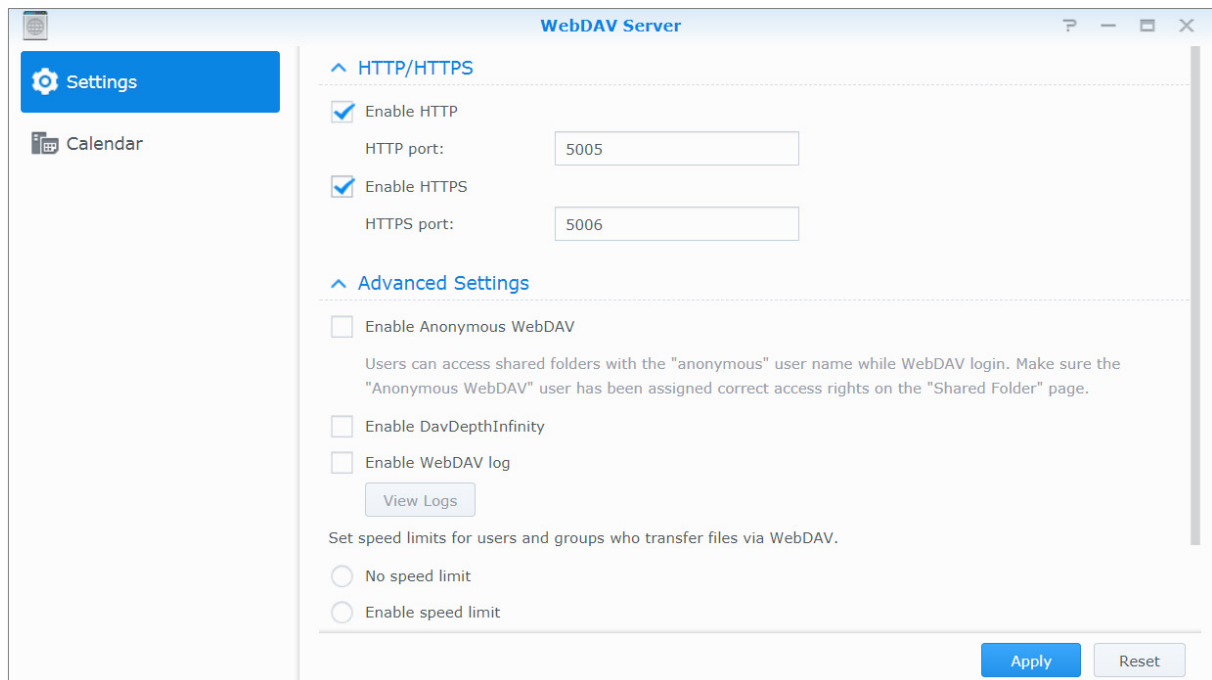 WebDAV Server
Settings
Calendar
HTTP/HTTPS
Enable HTTP
HTTP port: 5005
Enable HTTPS
HTTPS port: 5006
Advanced Settings
Enable Anonymous WebDAV
Users can access shared folders with the "anonymous" user name while WebDAV login. Make sure the
"Anonymous WebDAV" user has been assigned correct access rights on the "Shared Folder" page.
Enable DavDepthInfinity
Enable WebDAV log
View Logs
Set speed limits for users and groups who transfer files via WebDAV.
No speed limit
Enable speed limit
Apply Reset